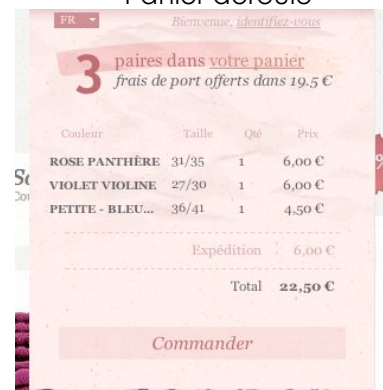 Panier déroulé
FR
Bienvenue, identifiez-vous
3 paires dans votre panier
frais de port offerts dans 19.5 €
Couleur Taille Qté Prix
ROSE PANTHÈRE 31/35 1 6,00 €
VIOLET VIOLINE 27/30 1 6,00 €
PETITE - BLEU... 36/41 1 4,50 €
Expédition 6,00 €
Total 22,50 €
Commander